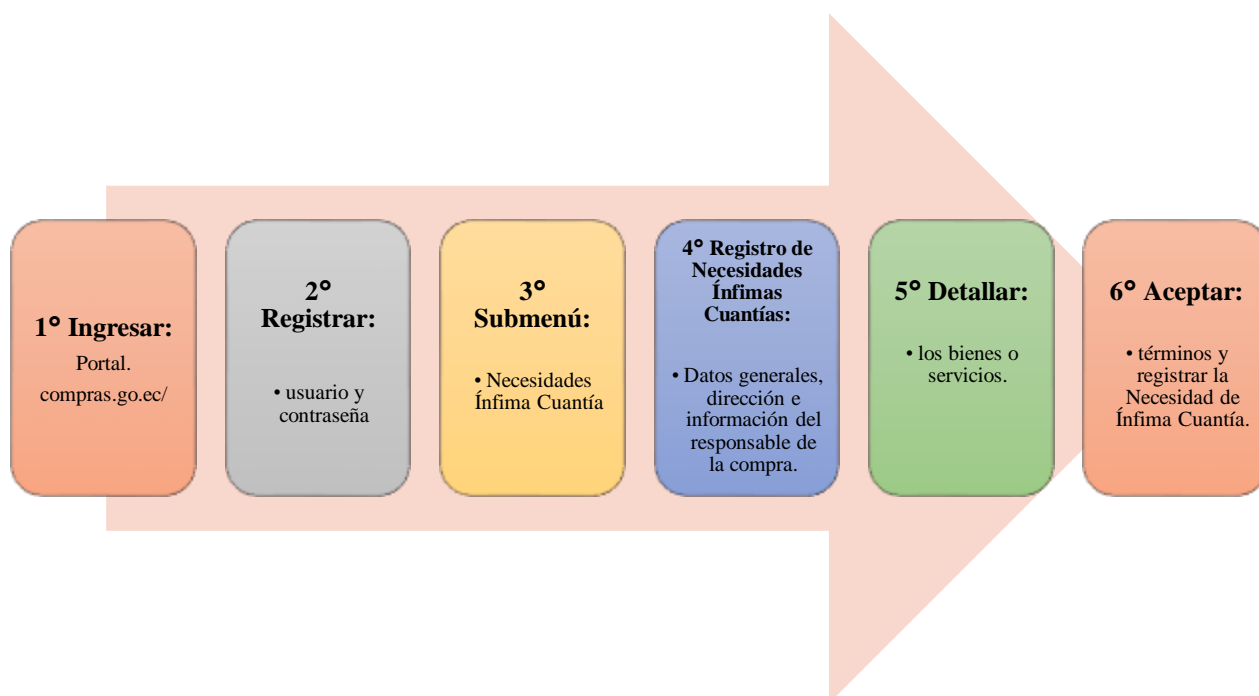 1° Ingresar:
Portal.
compras.go.ec/
2°
Registrar:
• usuario y
contraseña
3°
Submenú:
• Necesidades
Ínfima Cuantía
4° Registro de
Necesidades
Ínfimas
Cuantías:
• Datos generales,
dirección e
información del
responsable de
la compra.
5° Detallar:
• los bienes o
servicios.
6° Aceptar:
• términos y
registrar la
Necesidad de
Ínfima Cuantía.